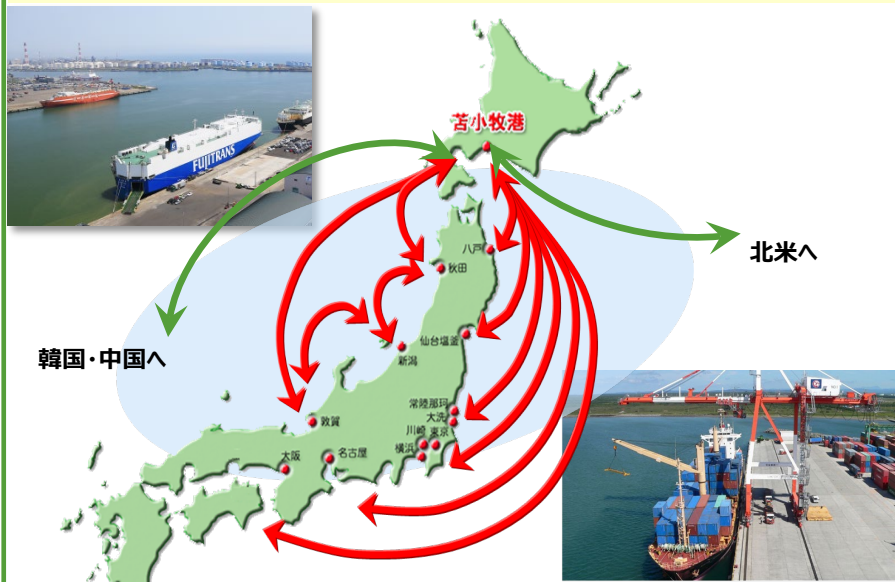 FUJITRANS
苫小牧港
八戸
秋田
北米へ
仙台塩釜
新潟
韓国・中国へ
常陸那珂
大洗
川崎 東京
横浜
敦賀
名古屋
大阪